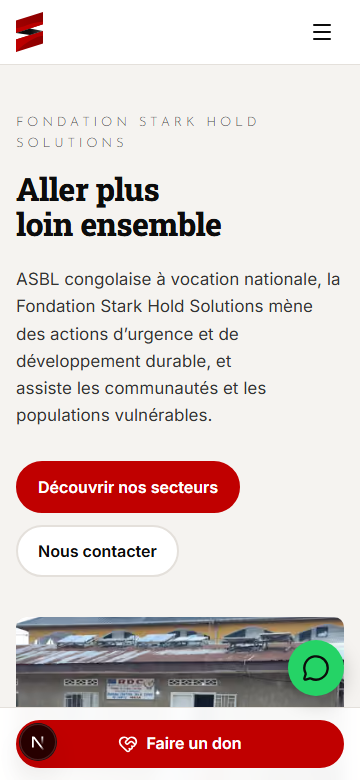 FONDATION STARK HOLD
SOLUTIONS
Aller plus
loin ensemble
ASBL congolaise à vocation nationale, la
Fondation Stark Hold Solutions mène
des actions d’urgence et de
développement durable, et
assiste les communautés et les
populations vulnérables.
Découvrir nos secteurs
Nous contacter
RDC
N
Faire un don